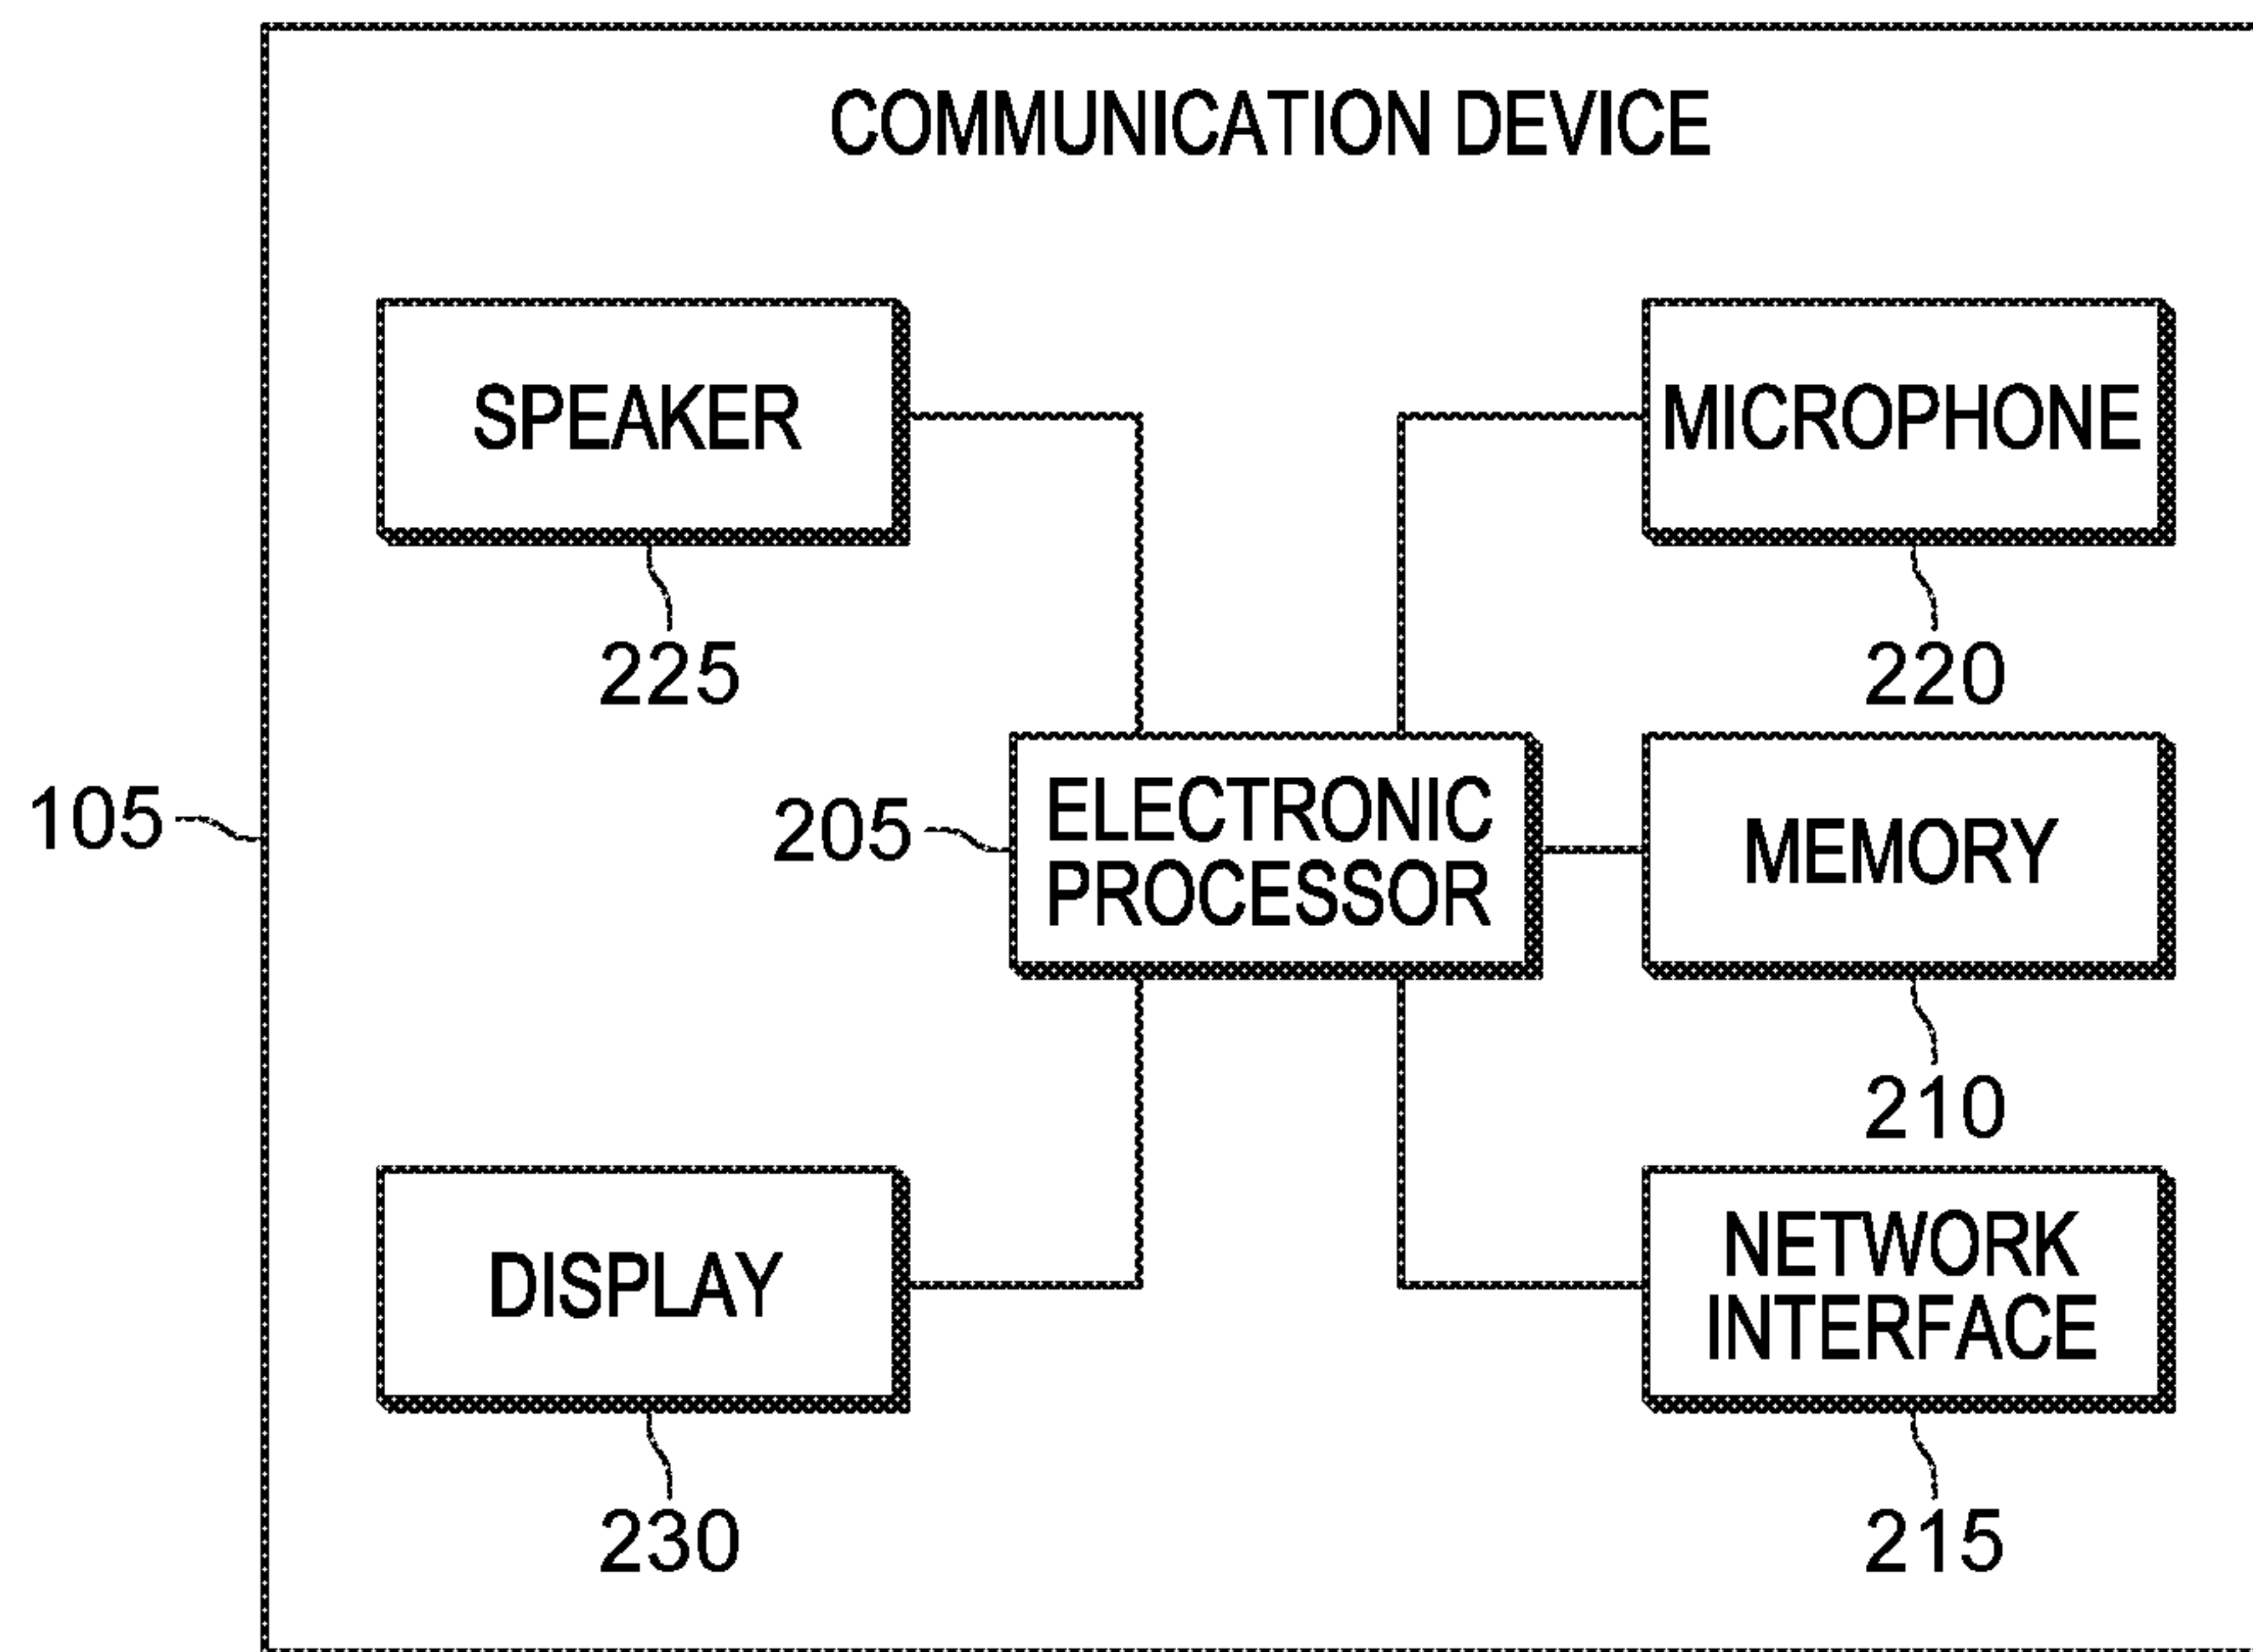 COMMUNICATION DEVICE
SPEAKER
MICROPHONE
225
220
105
205
ELECTRONIC
PROCESSOR
MEMORY
210
DISPLAY
NETWORK
INTERFACE
230
215